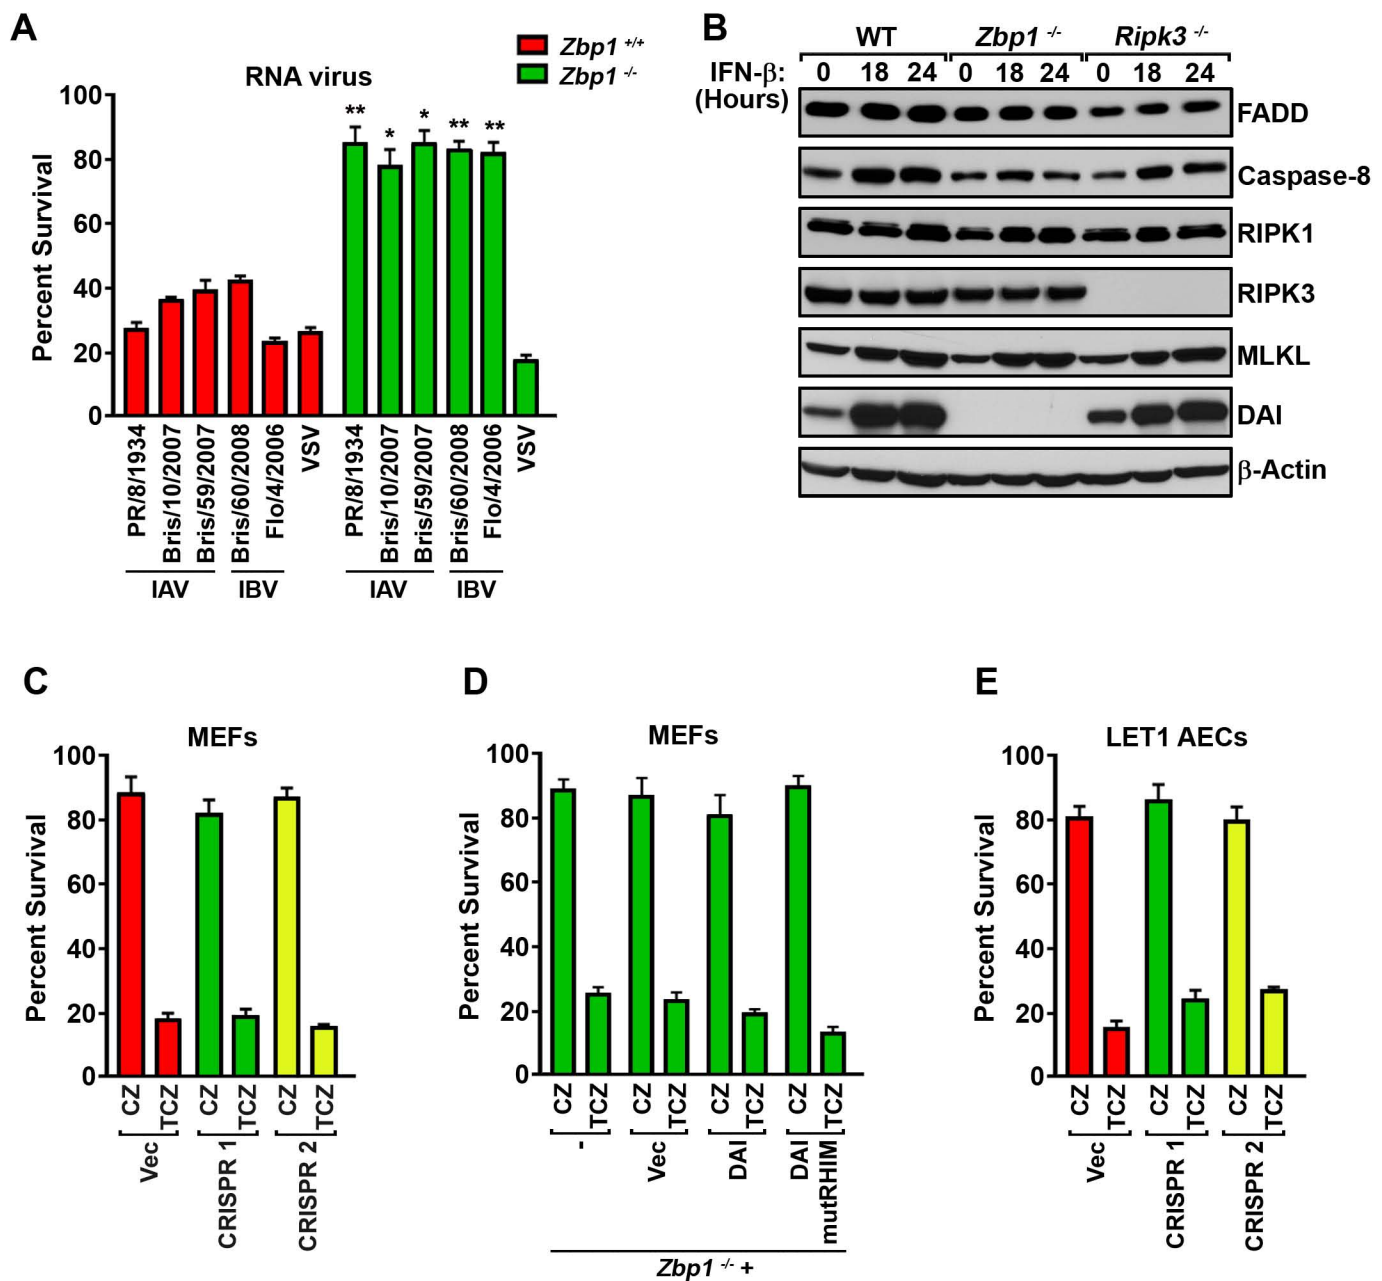 A
Zbp1 +/+
Zbp1 -/-
RNA virus
Percent Survival
100
80
60
40
20
0
PR/8/1934
Bris/10/2007
Bris/59/2007
Bris/60/2008
Flo/4/2006
VSV
PR/8/1934
Bris/10/2007
Bris/59/2007
Bris/60/2008
Flo/4/2006
VSV
** * * ** **
IAV IBV IAV IBV
B
WT Zbp1 -/- Ripk3 -/-
IFN-β: 0 18 24 0 18 24 0 18 24
(Hours)
FADD
Caspase-8
RIPK1
RIPK3
MLKL
DAI
β-Actin
C
MEFs
Percent Survival
100
80
60
40
20
0
CZ TCZ CZ TCZ CZ TCZ
Vec CRISPR 1 CRISPR 2
D
MEFs
Percent Survival
100
80
60
40
20
0
CZ TCZ CZ TCZ CZ TCZ CZ TCZ
- Vec DAI DAI
mutRHIM
Zbp1 -/- +
E
LET1 AECs
Percent Survival
100
80
60
40
20
0
CZ TCZ CZ TCZ CZ TCZ
Vec CRISPR 1 CRISPR 2